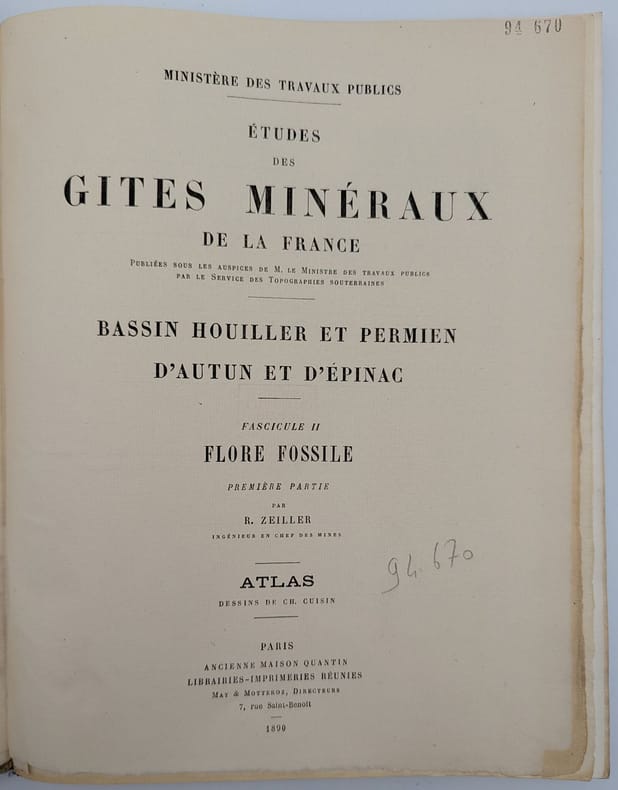 94 670
MINISTÈRE DES TRAVAUX PUBLICS
ÉTUDES
DES
GITES MINÉRAUX
DE LA FRANCE
PUBLIÉES SOUS LES AUSPICES DE M. LE MINISTRE DES TRAVAUX PUBLICS
PAR LE SERVICE DES TOPOGRAPHIES SOUTERRAINES
BASSIN HOUILLER ET PERMIEN
D'AUTUN ET D'ÉPINAC
FASCICULE II
FLORE FOSSILE
PREMIÈRE PARTIE
PAR
R. ZEILLER
INGÉNIEUR EN CHEF DES MINES
94.670
ATLAS
DESSINS DE CH. CUISIN
PARIS
ANCIENNE MAISON QUANTIN
LIBRAIRIES-IMPRIMERIES RÉUNIES
MAY & MOTTEROZ, DIRECTEURS
7, rue Saint-Benoît
1890